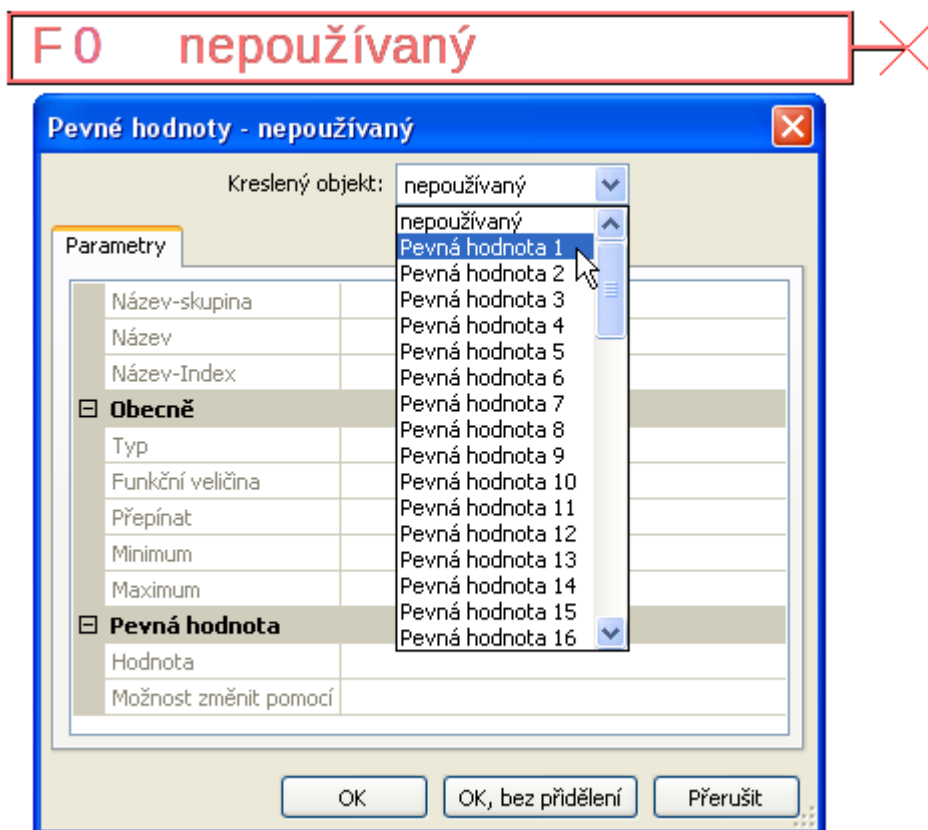 F 0 nepoužívaný
Pevné hodnoty - nepoužívaný
Kreslený objekt: nepoužívaný
nepoužívaný
Parametry
Pevná hodnota 1
Pevná hodnota 2
Pevná hodnota 3
Pevná hodnota 4
Pevná hodnota 5
Pevná hodnota 6
Pevná hodnota 7
Pevná hodnota 8
Pevná hodnota 9
Pevná hodnota 10
Pevná hodnota 11
Pevná hodnota 12
Pevná hodnota 13
Pevná hodnota 14
Pevná hodnota 15
Pevná hodnota 16
Název-skupina
Název
Název-Index
Obecně
Typ
Funkční veličina
Přepínat
Minimum
Maximum
Pevná hodnota
Hodnota
Možnost změnit pomocí
OK
OK, bez přidělení
Přerušit